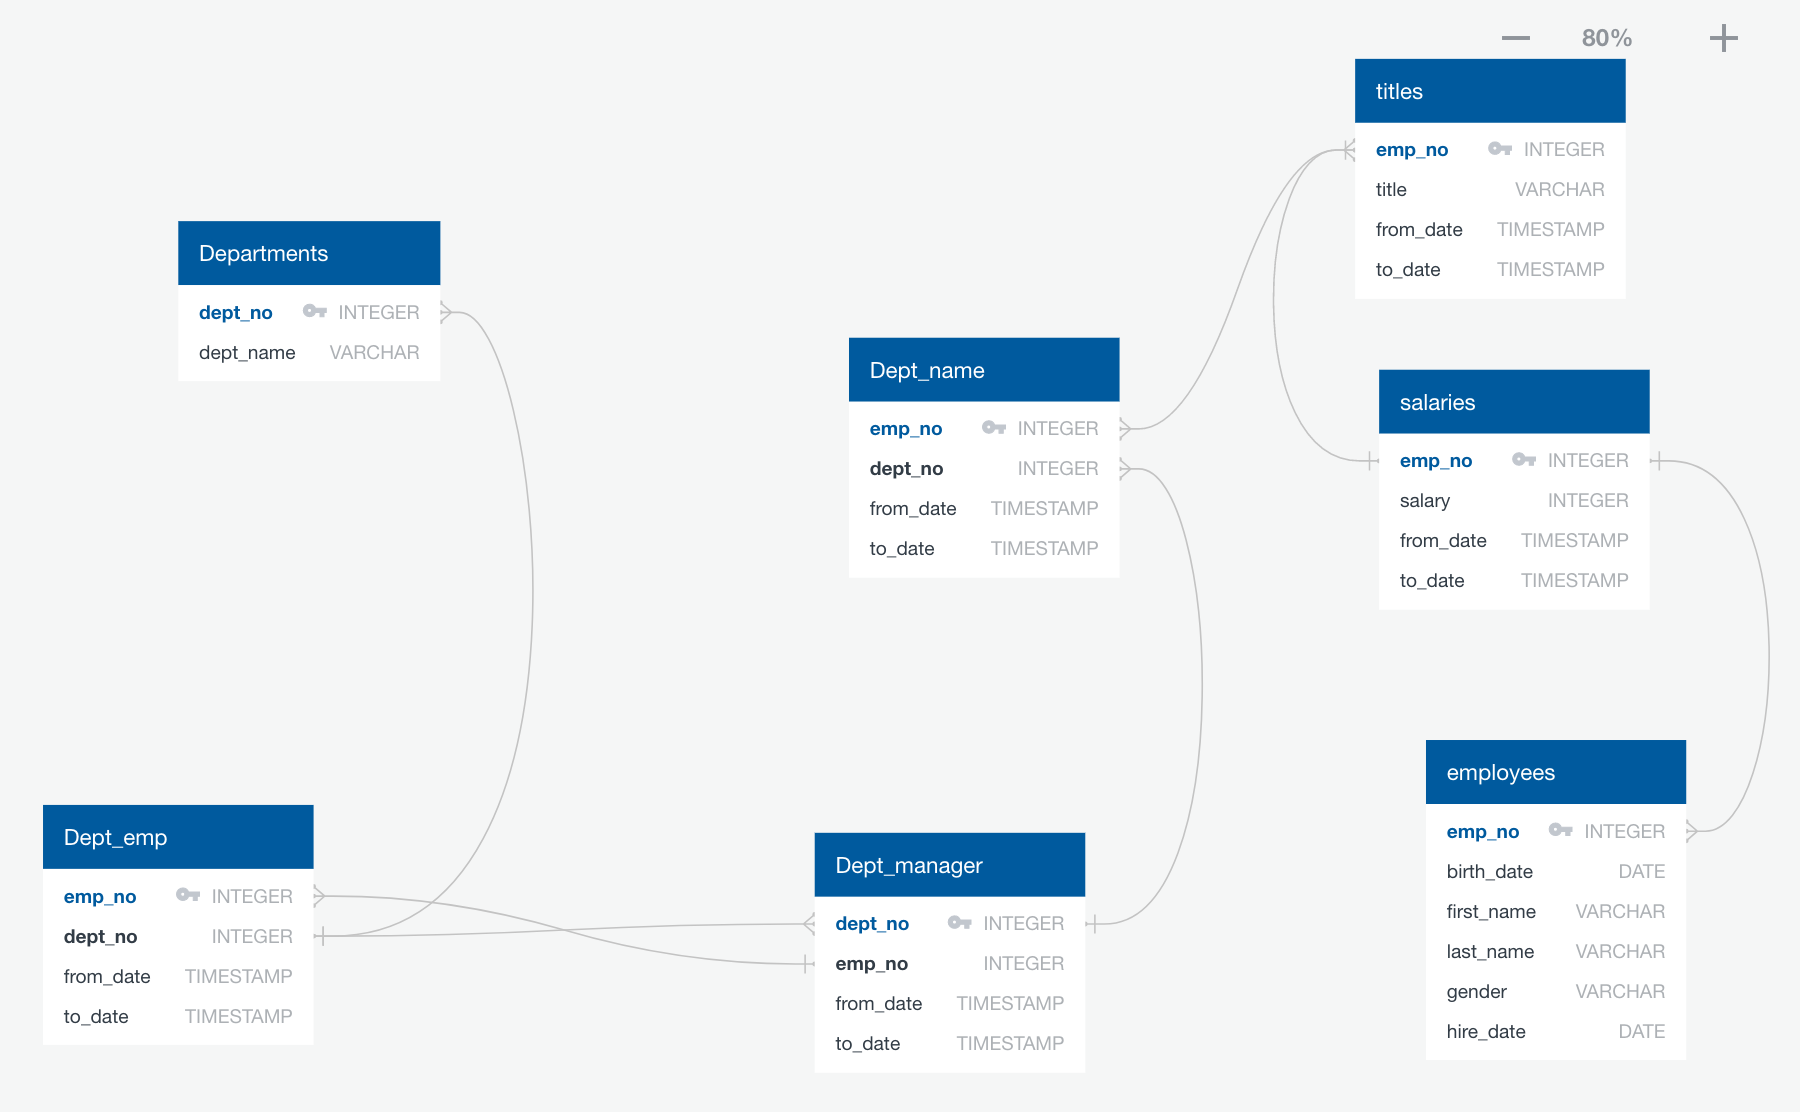 80%
titles
emp_no INTEGER
title VARCHAR
from_date TIMESTAMP
to_date TIMESTAMP
Departments
dept_no INTEGER
dept_name VARCHAR
Dept_name
emp_no INTEGER
dept_no INTEGER
from_date TIMESTAMP
to_date TIMESTAMP
salaries
emp_no INTEGER
salary INTEGER
from_date TIMESTAMP
to_date TIMESTAMP
employees
emp_no INTEGER
birth_date DATE
first_name VARCHAR
last_name VARCHAR
gender VARCHAR
hire_date DATE
Dept_emp
emp_no INTEGER
dept_no INTEGER
from_date TIMESTAMP
to_date TIMESTAMP
Dept_manager
dept_no INTEGER
emp_no INTEGER
from_date TIMESTAMP
to_date TIMESTAMP